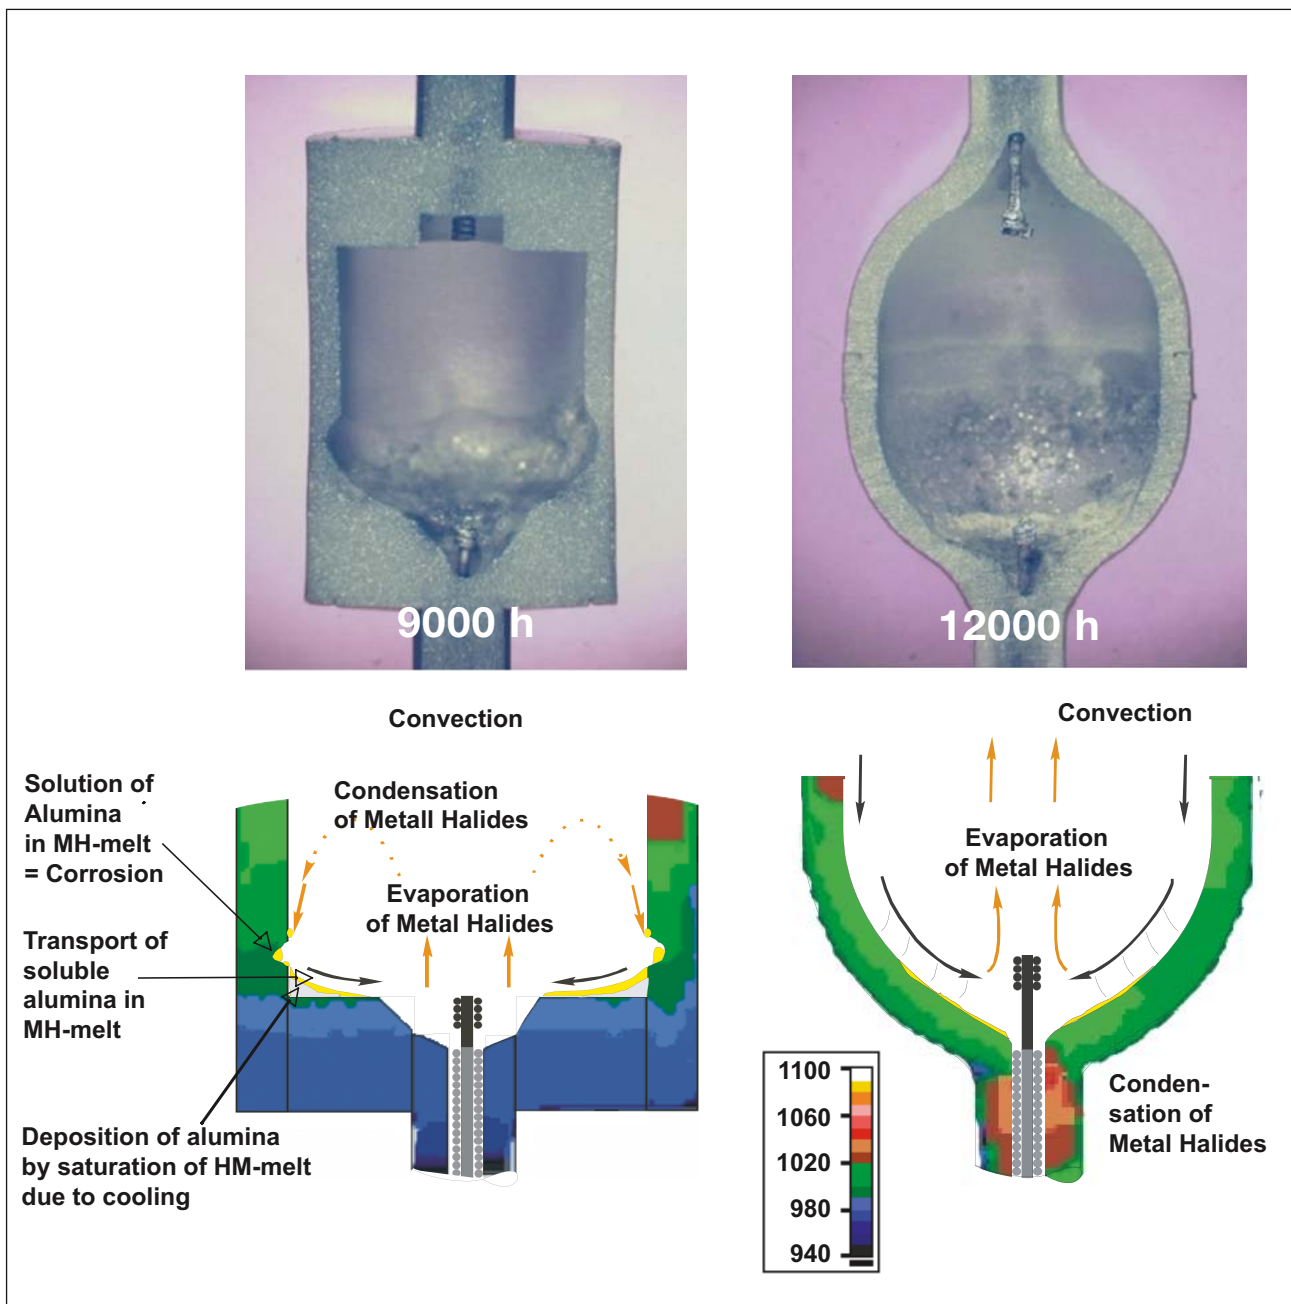 9000 h
12000 h
Convection
Solution of
Alumina
in MH-melt
= Corrosion
Condensation
of Metall Halides
Evaporation
of Metal Halides
Transport of
soluble
alumina in
MH-melt
Deposition of alumina
by saturation of HM-melt
due to cooling
Convection
Evaporation
of Metal Halides
Conden-
sation of
Metal Halides
1100
1060
1020
980
940